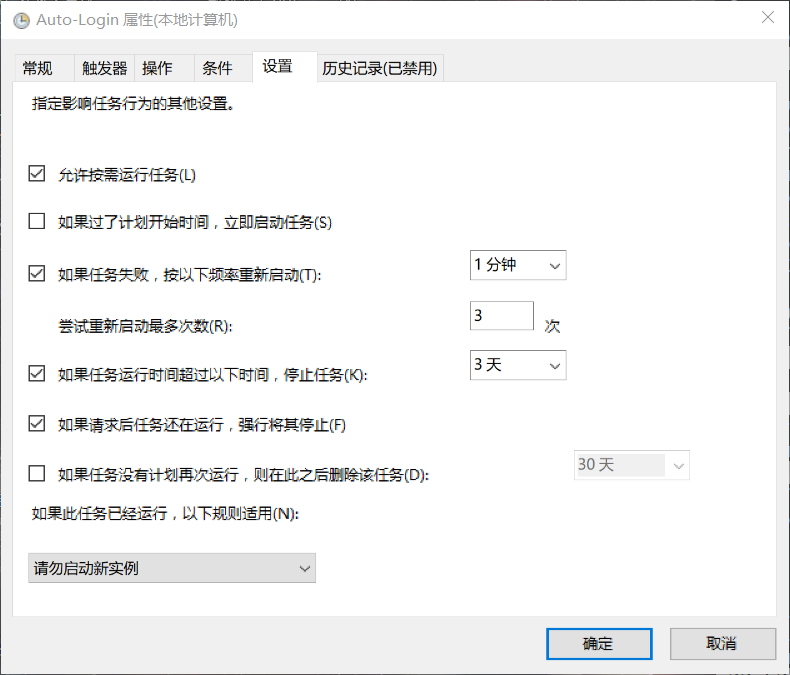 Auto-Login 属性(本地计算机)
常规 触发器 操作 条件 设置 历史记录(已禁用)
指定影响任务行为的其他设置。
允许按需运行任务(L)
如果过了计划开始时间，立即启动任务(S)
如果任务失败，按以下频率重新启动(T): 1 分钟
尝试重新启动最多次数(R): 3 次
如果任务运行时间超过以下时间，停止任务(K): 3 天
如果请求后任务还在运行，强行将其停止(F)
如果任务没有计划再次运行，则在此之后删除该任务(D): 30 天
如果此任务已经运行，以下规则适用(N):
请勿启动新实例
确定 取消